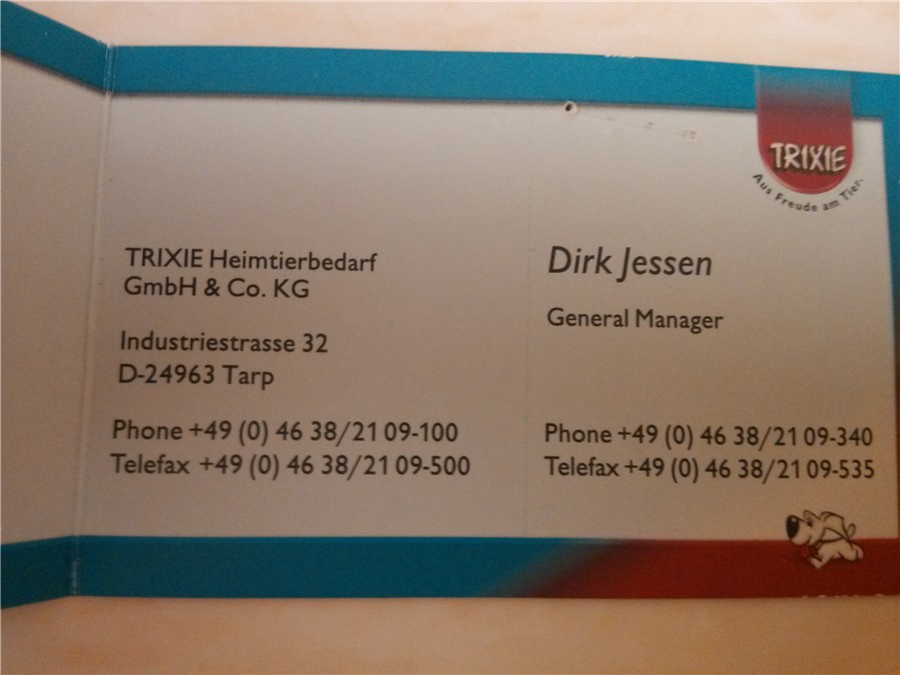 TRIXIE
Aus Freude am Tier.
TRIXIE Heimtierbedarf
GmbH & Co. KG
Industriestrasse 32
D-24963 Tarp
Phone +49 (0) 46 38/21 09-100
Telefax +49 (0) 46 38/21 09-500
Dirk Jessen
General Manager
Phone +49 (0) 46 38/21 09-340
Telefax +49 (0) 46 38/21 09-535